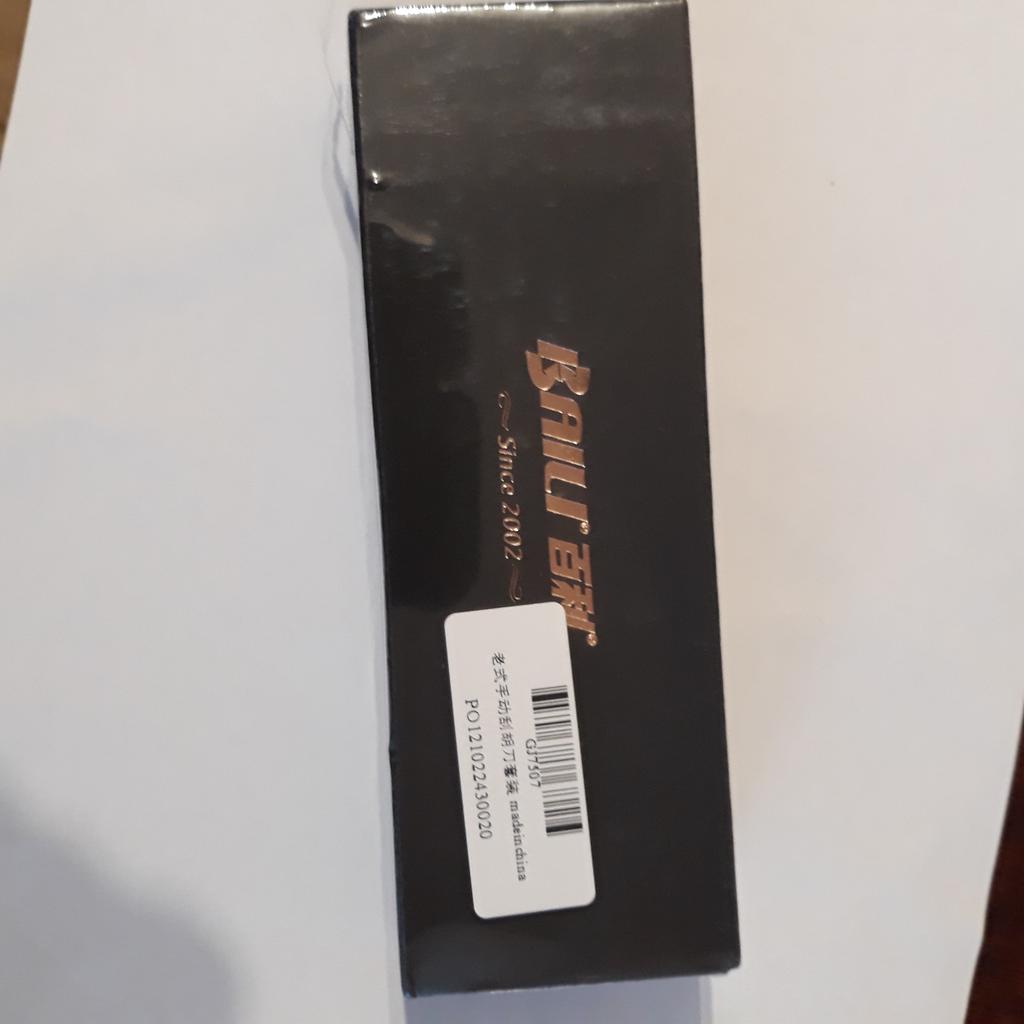 BAILI® 百利®
~ Since 2002 ~
GJ7507
老式手动刮胡刀套装 madeinchina
PO121022430020